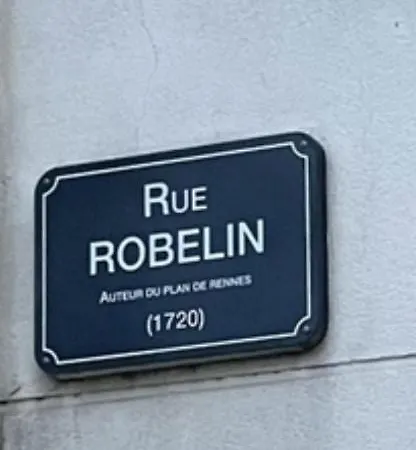 RUE
ROBELIN
AUTEUR DU PLAN DE RENNES
(1720)